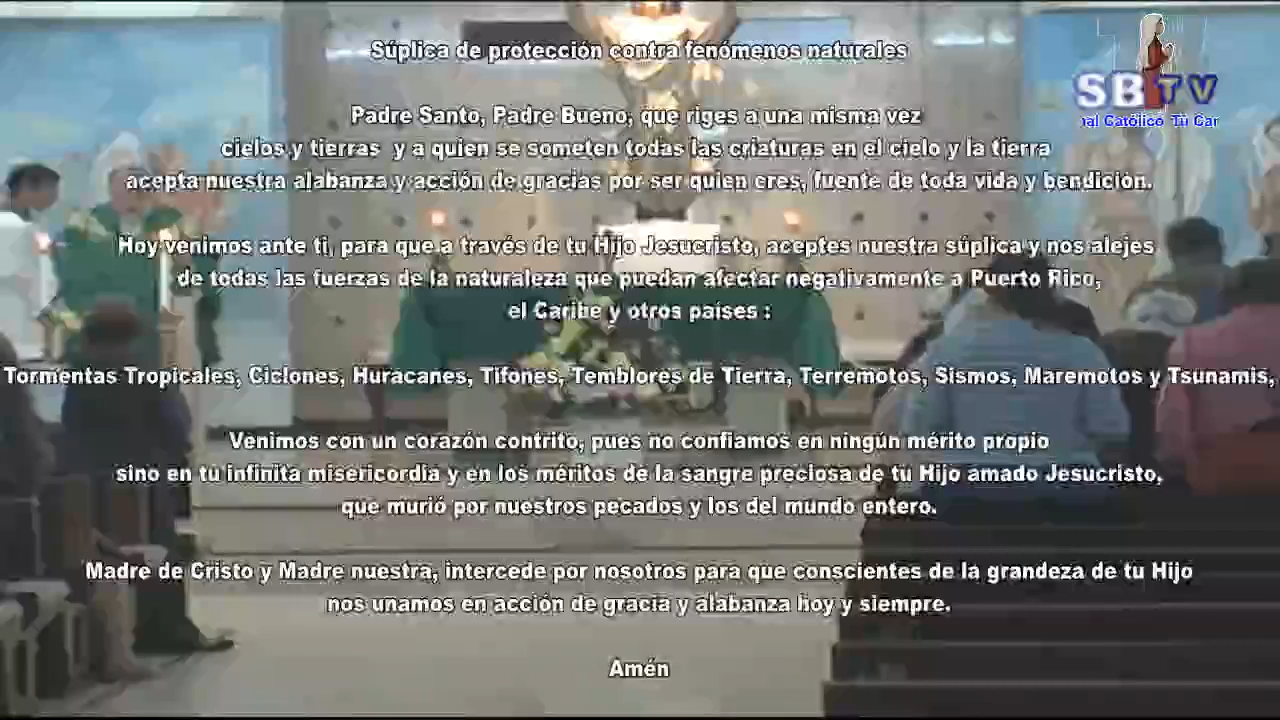 Súplica de protección contra fenómenos naturales
SBTV
nal Católico Tú Can
Padre Santo, Padre Bueno, que riges a una misma vez
cielos y tierras y a quien se someten todas las criaturas en el cielo y la tierra
acepta nuestra alabanza y acción de gracias por ser quien eres, fuente de toda vida y bendición.
Hoy venimos ante ti, para que a través de tu Hijo Jesucristo, aceptes nuestra súplica y nos alejes
de todas las fuerzas de la naturaleza que puedan afectar negativamente a Puerto Rico,
el Caribe y otros países :
Tormentas Tropicales, Ciclones, Huracanes, Tifones, Temblores de Tierra, Terremotos, Sismos, Maremotos y Tsunamis,
Venimos con un corazón contrito, pues no confiamos en ningún mérito propio
sino en tu infinita misericordia y en los méritos de la sangre preciosa de tu Hijo amado Jesucristo,
que murió por nuestros pecados y los del mundo entero.
Madre de Cristo y Madre nuestra, intercede por nosotros para que conscientes de la grandeza de tu Hijo
nos unamos en acción de gracia y alabanza hoy y siempre.
Amén